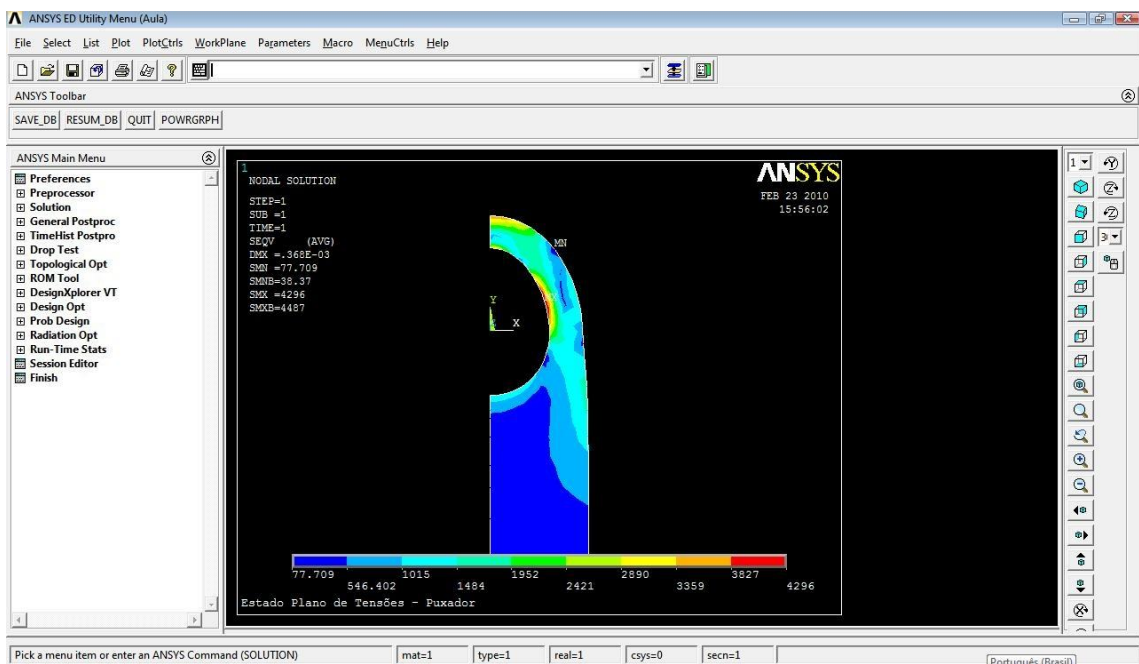 ANSYS ED Utility Menu (Aula)
File Select List Plot PlotCtrls WorkPlane Parameters Macro MenuCtrls Help
ANSYS Toolbar
SAVE_DB RESUM_DB QUIT POWRGRPH
ANSYS Main Menu
Preferences
Preprocessor
Solution
General Postproc
TimeHist Postpro
Drop Test
Topological Opt
ROM Tool
DesignXplorer VT
Design Opt
Prob Design
Radiation Opt
Run-Time Stats
Session Editor
Finish
1
NODAL SOLUTION
STEP=1
SUB =1
TIME=1
SEQV (AVG)
DMX =.368E-03
SMN =77.709
SMNB=38.37
SMX =4296
SMXB=4487
ANSYS
FEB 23 2010
15:56:02
MN
Y
X
77.709 1015 1952 2890 3827
546.402 1484 2421 3359 4296
Estado Plano de Tensões - Puxador
1
Pick a menu item or enter an ANSYS Command (SOLUTION) mat=1 type=1 real=1 csys=0 secn=1
Português (Brasil)